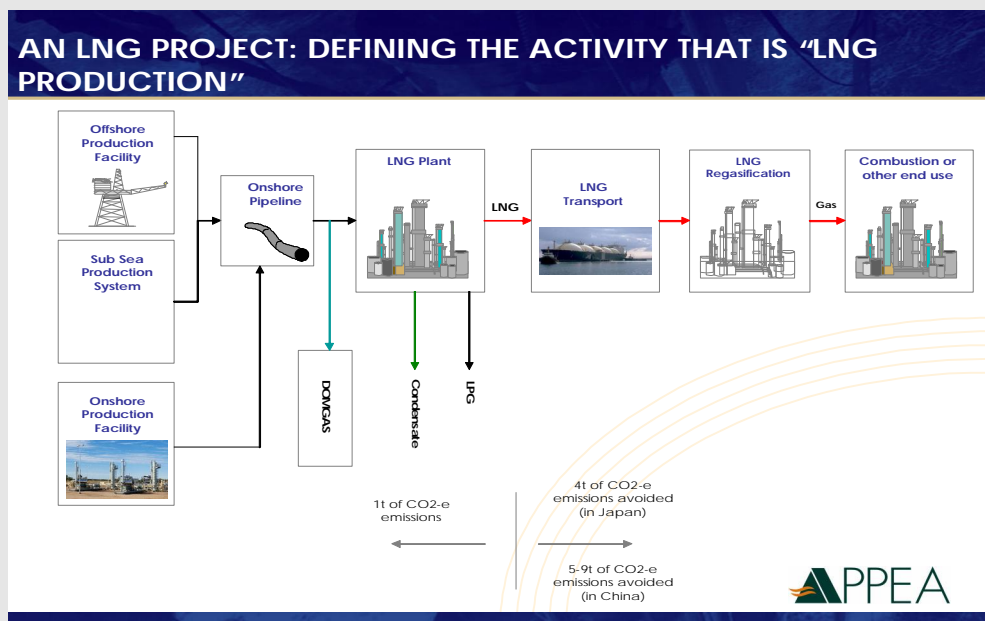 AN LNG PROJECT: DEFINING THE ACTIVITY THAT IS “LNG
PRODUCTION”
Offshore
Production
Facility
Sub Sea
Production
System
Onshore
Production
Facility
Onshore
Pipeline
LNG Plant
LNG
LNG
Transport
LNG
Regasification
Gas
Combustion or
other end use
DOMGAS
Condensate
LPG
1t of CO2-e
emissions
4t of CO2-e
emissions avoided
(in Japan)
5-9t of CO2-e
emissions avoided
(in China)
APPEA